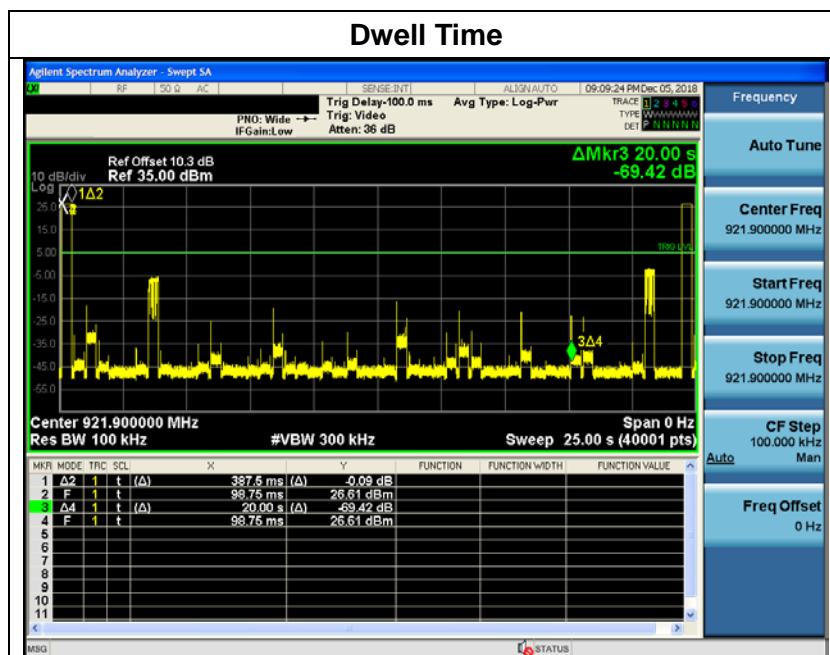 Dwell Time
Agilent Spectrum Analyzer - Swept SA
RF 50 Ω AC SENSE:INT ALIGN AUTO 09:09:24 PM Dec 05, 2018
Trig Delay-100.0 ms Avg Type: Log-Pwr TRACE 1 2 3 4 5 6
PNO: Wide Trig: Video TYPE WWWWWW
IFGain:Low Atten: 36 dB DET P N N N N N
Frequency
Auto Tune
Center Freq
921.900000 MHz
Start Freq
921.900000 MHz
Stop Freq
921.900000 MHz
CF Step
100.000 kHz
Auto Man
Freq Offset
0 Hz
ΔMkr3 20.00 s
-69.42 dB
Ref Offset 10.3 dB
10 dB/div Ref 35.00 dBm
Log
1Δ2
25.0
15.0
5.00
TRIG LVL
-5.00
-15.0
-25.0
-35.0
3Δ4
-45.0
-55.0
Center 921.900000 MHz Span 0 Hz
Res BW 100 kHz #VBW 300 kHz Sweep 25.00 s (40001 pts)
MKR MODE TRC SCL X Y FUNCTION FUNCTION WIDTH FUNCTION VALUE
1 Δ2 1 t (Δ) 387.5 ms (Δ) -0.09 dB
2 F 1 t 98.75 ms 26.61 dBm
3 Δ4 1 t (Δ) 20.00 s (Δ) -69.42 dB
4 F 1 t 98.75 ms 26.61 dBm
5
6
7
8
9
10
11
MSG STATUS